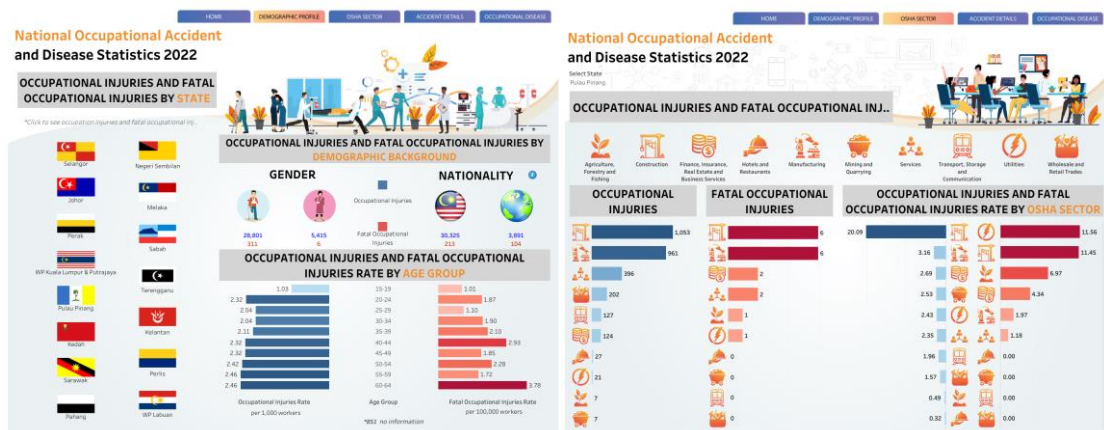 HOME
DEMOGRAPHIC PROFILE
OSHA SECTOR
ACCIDENT DETAILS
OCCUPATIONAL DISEASE
National Occupational Accident
and Disease Statistics 2022
OCCUPATIONAL INJURIES AND FATAL
OCCUPATIONAL INJURIES BY STATE
*Click to see occupation injuries and fatal occupational inj..
Selangor
Negeri Sembilan
Johor
Melaka
Perak
Sabah
WP Kuala Lumpur & Putrajaya
Terengganu
Pulau Pinang
Kelantan
Kedah
Perlis
Sarawak
WP Labuan
Pahang
OCCUPATIONAL INJURIES AND FATAL OCCUPATIONAL INJURIES BY
DEMOGRAPHIC BACKGROUND
GENDER
NATIONALITY
Occupational Injuries
Fatal Occupational
Injuries
28,801
5,415
30,325
3,891
311
6
213
104
OCCUPATIONAL INJURIES AND FATAL OCCUPATIONAL
INJURIES RATE BY AGE GROUP
1.03 15-19 1.01
2.32 20-24 1.87
2.04 25-29 1.10
2.04 30-34 1.90
2.11 35-39 2.10
2.32 40-44 2.93
2.32 45-49 1.85
2.42 50-54 2.28
2.46 55-59 1.72
2.46 60-64 3.78
Occupational Injuries Rate
per 1,000 workers
Age Group
Fatal Occupational Injuries Rate
per 100,000 workers
*852 no information
HOME
DEMOGRAPHIC PROFILE
OSHA SECTOR
ACCIDENT DETAILS
OCCUPATIONAL DISEASE
National Occupational Accident
and Disease Statistics 2022
Select State
Pulau Pinang
OCCUPATIONAL INJURIES AND FATAL OCCUPATIONAL INJ..
Agriculture,
Forestry and
Fishing
Construction
Finance, Insurance,
Real Estate and
Business Services
Hotels and
Restaurants
Manufacturing
Mining and
Quarrying
Services
Transport, Storage
and
Communication
Utilities
Wholesale and
Retail Trades
OCCUPATIONAL
INJURIES
1,053
961
396
202
127
124
27
21
7
7
FATAL OCCUPATIONAL
INJURIES
6
6
2
2
1
1
0
0
0
0
OCCUPATIONAL INJURIES AND FATAL
OCCUPATIONAL INJURIES RATE BY OSHA SECTOR
20.09 11.56
3.16 11.45
2.69 6.97
2.53 4.34
2.43 1.97
2.35 1.18
1.96 0.00
1.57 0.00
0.49 0.00
0.32 0.00